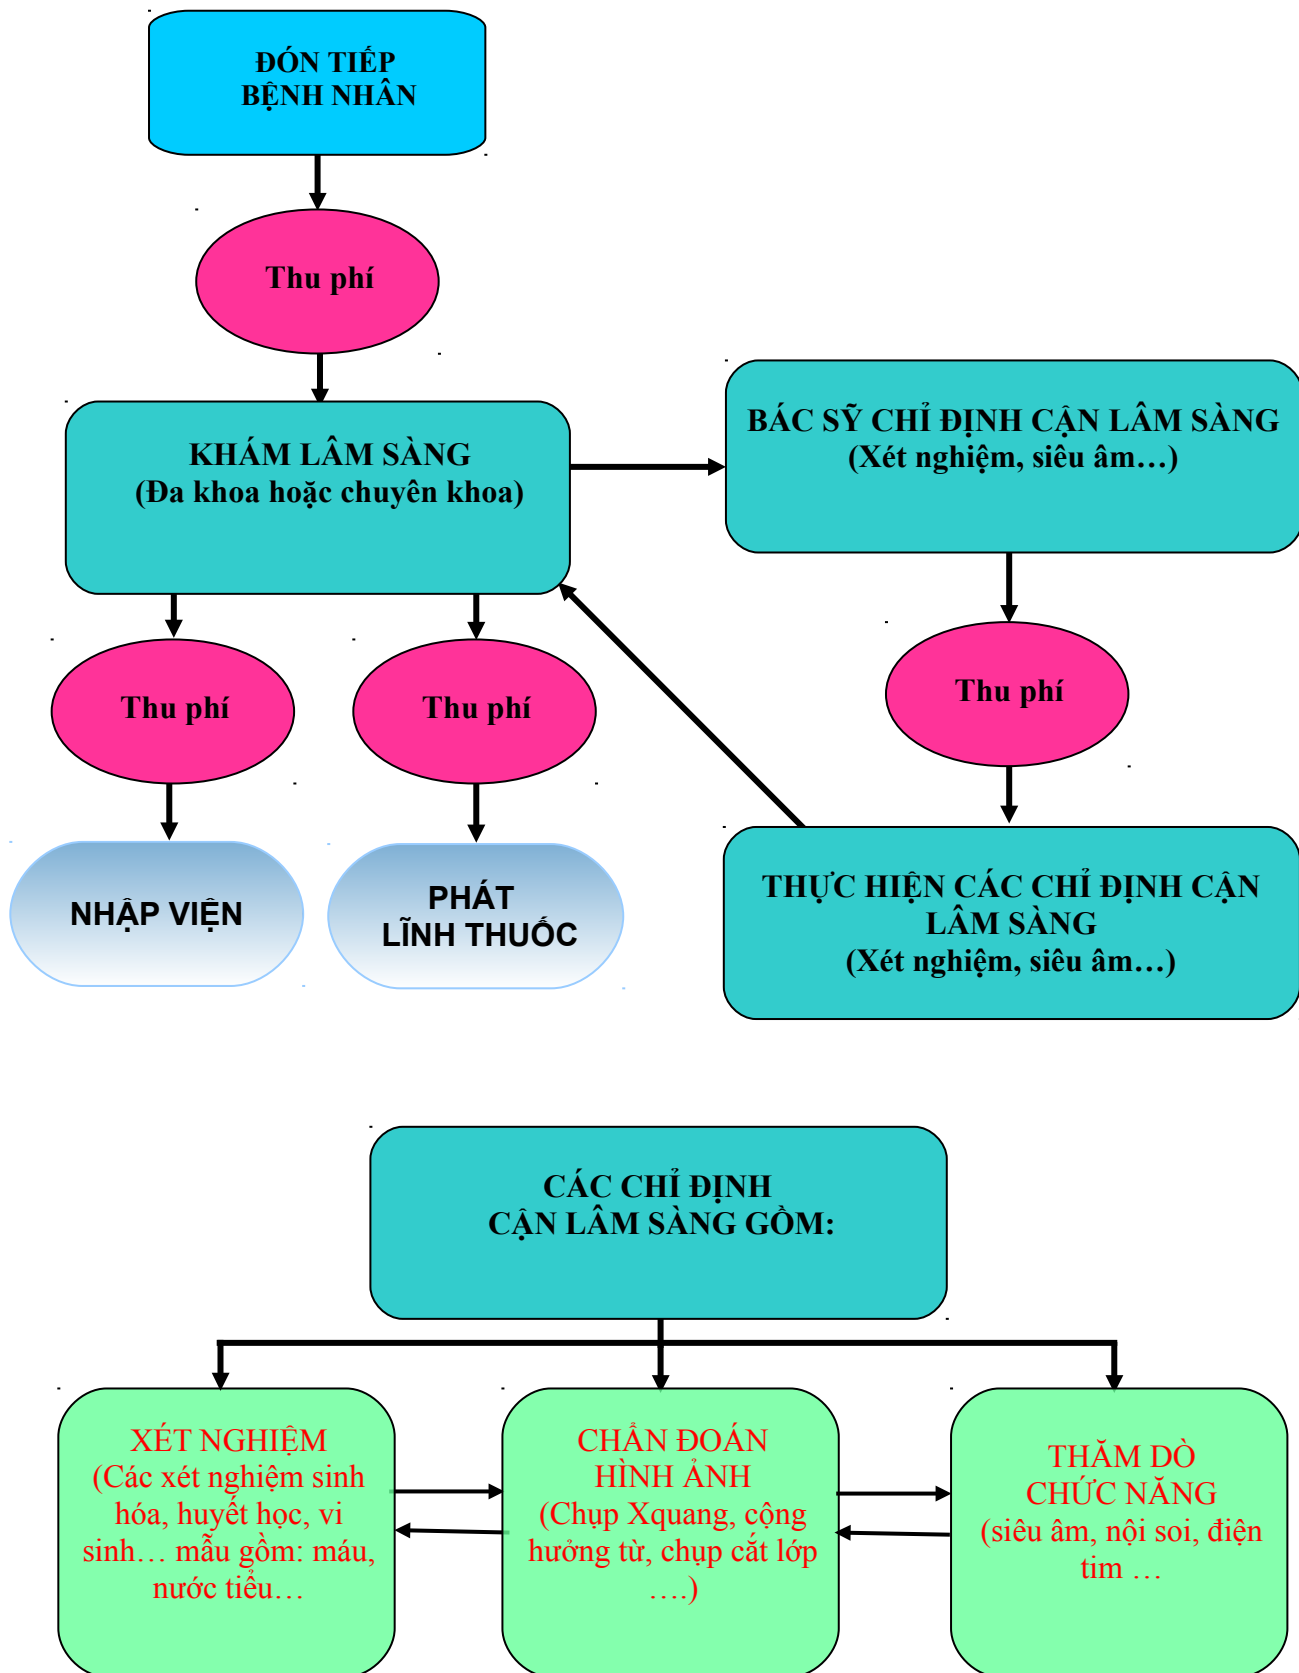 ĐÓN TIẾP
BỆNH NHÂN
Thu phí
KHÁM LÂM SÀNG
(Đa khoa hoặc chuyên khoa)
BÁC SỸ CHỈ ĐỊNH CẬN LÂM SÀNG
(Xét nghiệm, siêu âm…)
Thu phí
Thu phí
Thu phí
NHẬP VIỆN
PHÁT
LĨNH THUỐC
THỰC HIỆN CÁC CHỈ ĐỊNH CẬN
LÂM SÀNG
(Xét nghiệm, siêu âm…)
CÁC CHỈ ĐỊNH
CẬN LÂM SÀNG GỒM:
XÉT NGHIỆM
(Các xét nghiệm sinh
hóa, huyết học, vi
sinh… mẫu gồm: máu,
nước tiểu…
CHẨN ĐOÁN
HÌNH ẢNH
(Chụp Xquang, cộng
hưởng từ, chụp cắt lớp
….)
THĂM DÒ
CHỨC NĂNG
(siêu âm, nội soi, điện
tim …